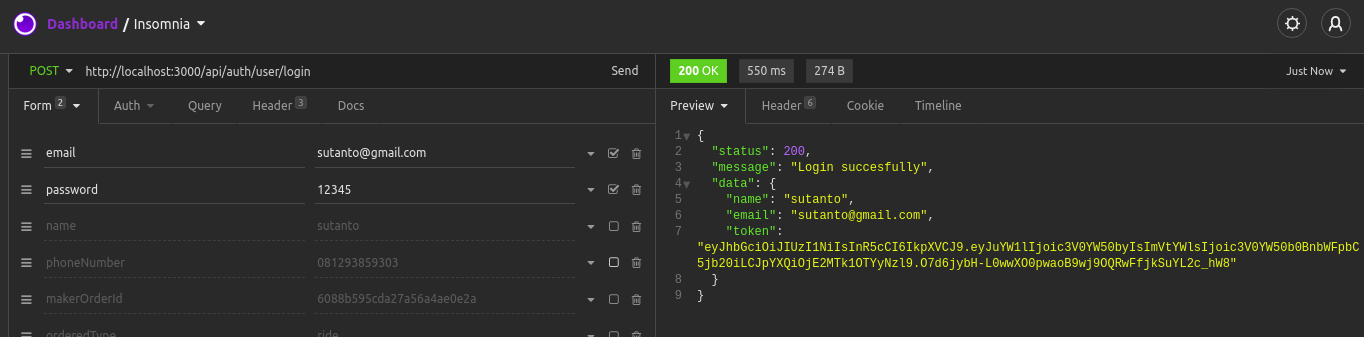 Dashboard / Insomnia
POST http://localhost:3000/api/auth/user/login Send
200 OK 550 ms 274 B Just Now
Form 2 Auth Query Header 3 Docs
Preview Header 6 Cookie Timeline
email sutanto@gmail.com
password 12345
name sutanto
phoneNumber 081293859303
makerOrderId 6088b595cda27a56a4ae0e2a
orderedType ride
1 {
2 "status": 200,
3 "message": "Login succesfully",
4 "data": {
5 "name": "sutanto",
6 "email": "sutanto@gmail.com",
7 "token":
"eyJhbGciOiJIUzI1NiIsInR5cCI6IkpXVCJ9.eyJuYW1lIjoic3V0YW50byIsImVtYWlsIjoic3V0YW50b0BnbWFpbC
5jb20iLCJpYXQiOjE2MTk1OTYyNzl9.O7d6jybH-L0wwXO0pwaoB9wj9OQRwFfjkSuYL2c_hW8"
8 }
9 }